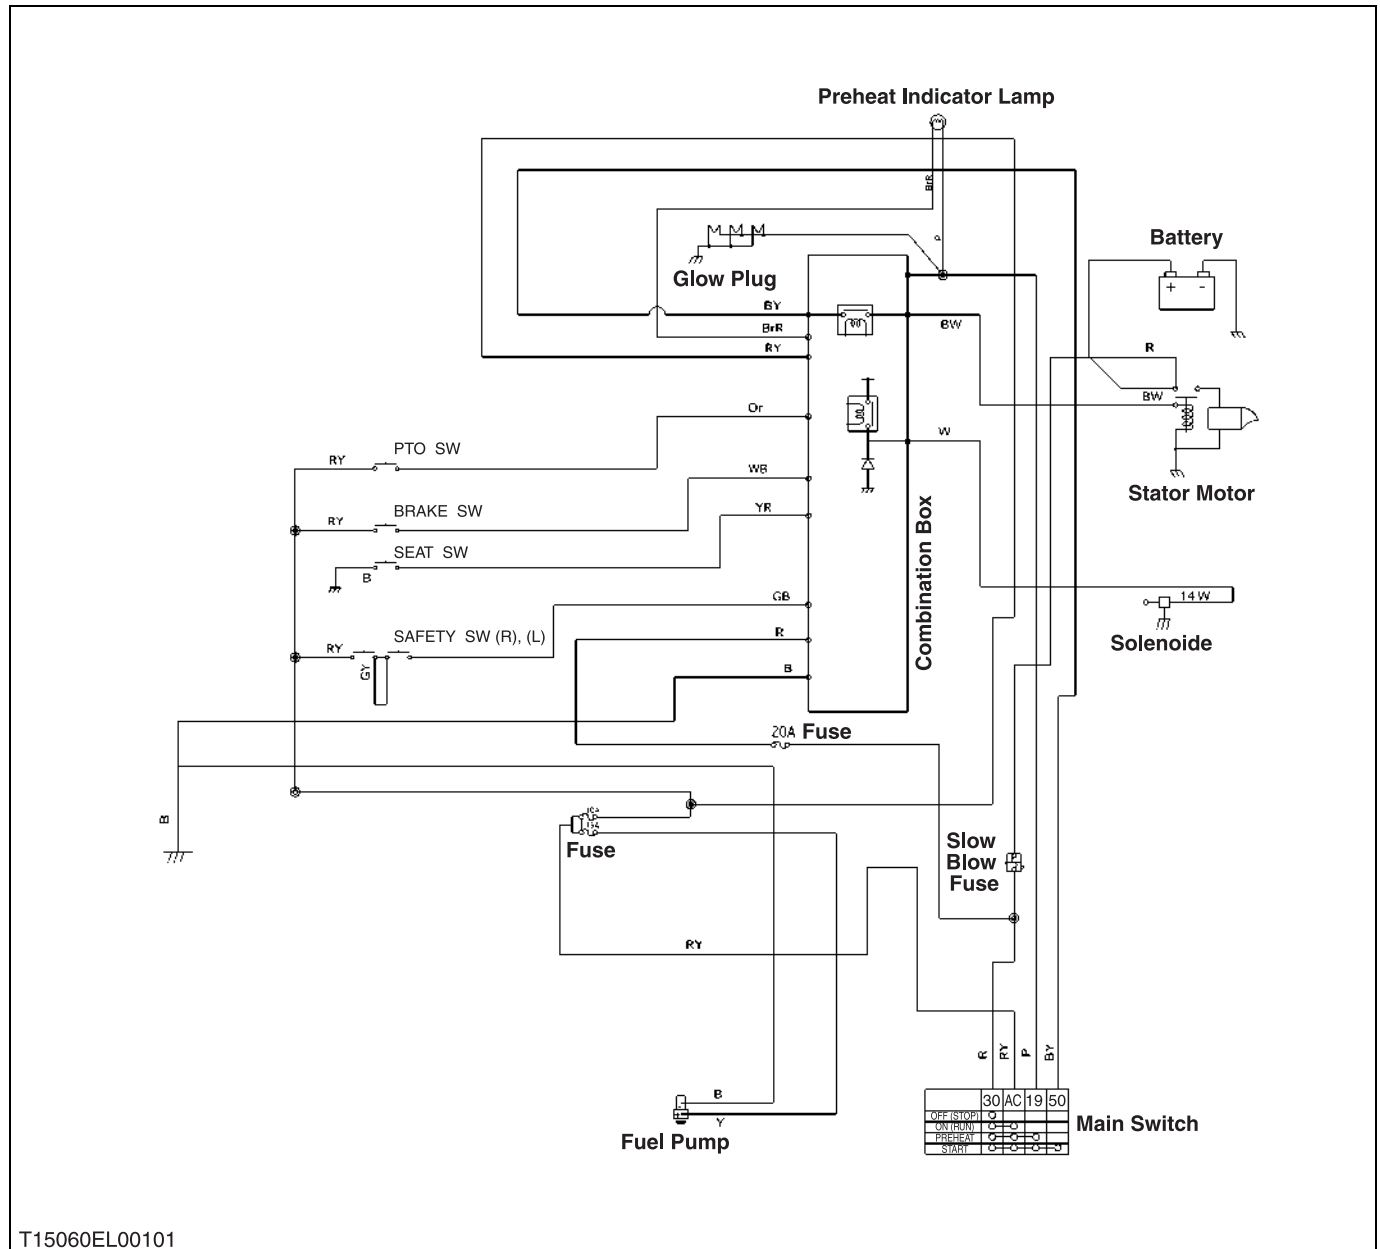 Preheat Indicator Lamp
BrR
P
Battery
+ -
Glow Plug
BY
BrR
BW
RY
R
BW
Or
W
PTO SW
RY
WB
Stator Motor
BRAKE SW
RY
YR
SEAT SW
B
Combination Box
GB
14 W
SAFETY SW (R), (L)
RY
GY
R
Solenoide
B
20A Fuse
10A
15A
B
Fuse
Slow
Blow
Fuse
RY
R
RY
P
BY
B
Y
Fuel Pump
30 AC 19 50
OFF (STOP)
ON (RUN)
PREHEAT
START
Main Switch
T15060EL00101